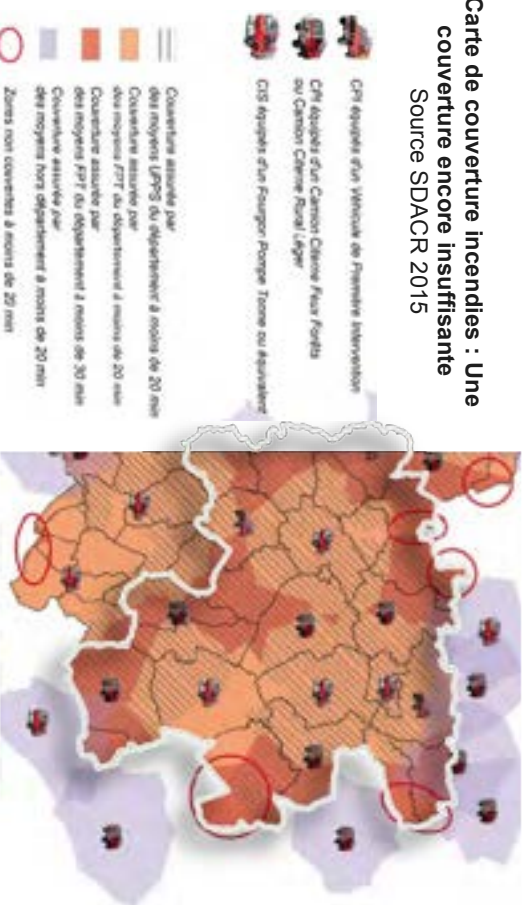 Carte de couverture incendies : Une
couverture encore insuffisante
Source SDACR 2015
CPI équipés d'un Véhicule de Première Intervention
CPI équipés d'un Camion Citerne Feux Forêts
ou Camion Citerne Rural Léger
CIS équipés d'un Fourgon Pompe Tonne ou équivalent
Couverture assurée par
des moyens UPPS du département à moins de 20 min
Couverture assurée par
des moyens FPT du département à moins de 20 min
Couverture assurée par
des moyens FPT du département à moins de 30 min
Couverture assurée par
des moyens hors département à moins de 20 min
Zones non couvertes à moins de 20 min